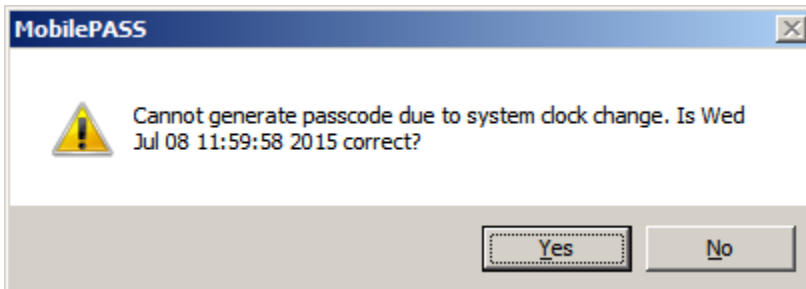 MobilePASS
Cannot generate passcode due to system clock change. Is Wed
Jul 08 11:59:58 2015 correct?
Yes
No